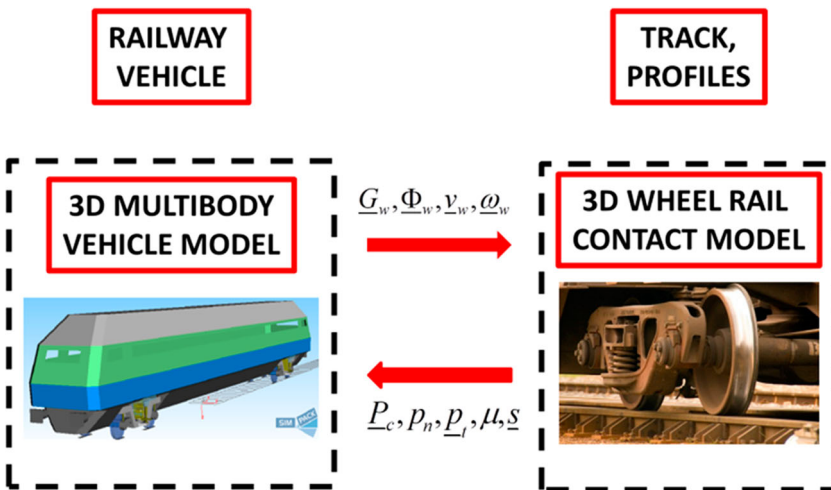 RAILWAY
VEHICLE
TRACK,
PROFILES
3D MULTIBODY
VEHICLE MODEL
G_w, Φ_w, v_w, ω_w
3D WHEEL RAIL
CONTACT MODEL
P_c, p_n, p_t, μ, s
SIMPACK